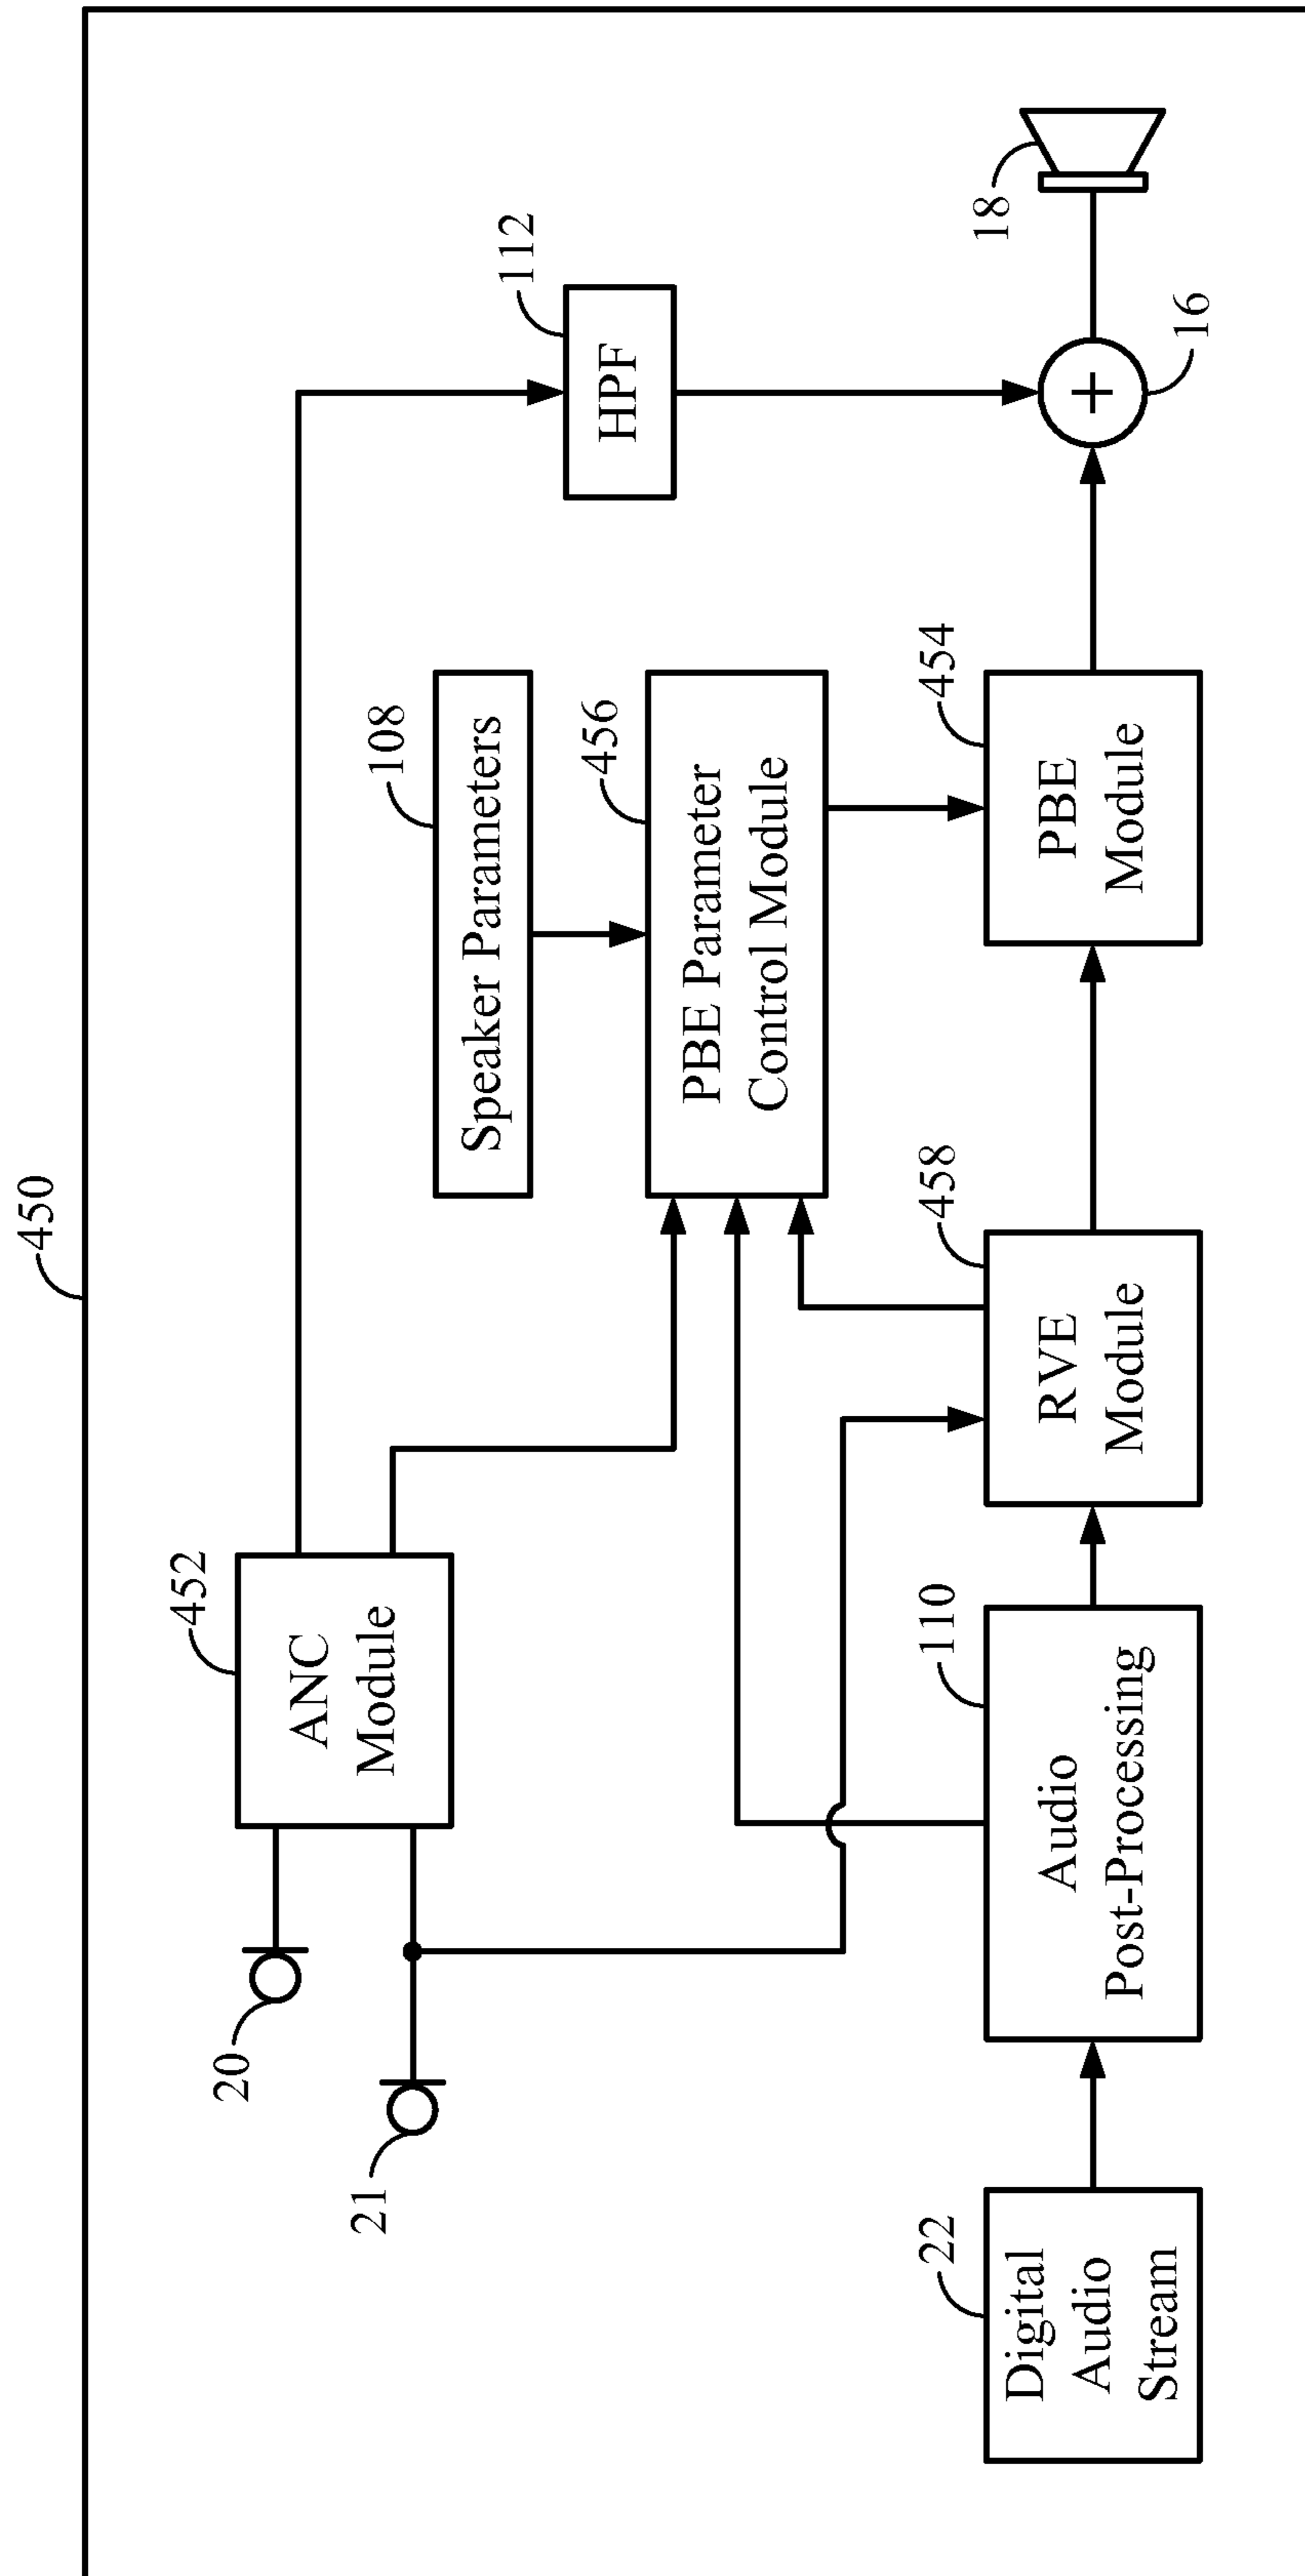 450
452
ANC
Module
20
21
108
Speaker Parameters
112
HPF
456
PBE Parameter
Control Module
22
Digital
Audio
Stream
110
Audio
Post-Processing
458
RVE
Module
454
PBE
Module
+
16
18